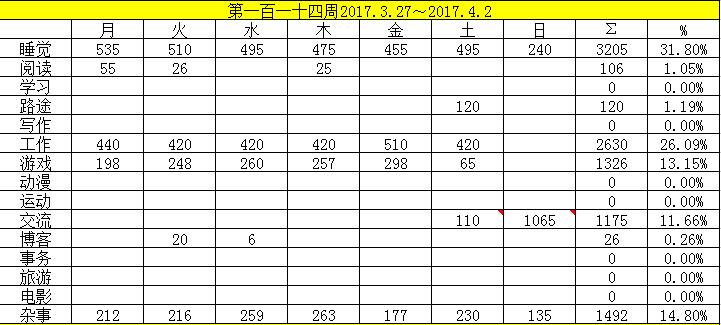 第一百一十四周2017.3.27～2017.4.2
月 火 水 木 金 土 日 Σ %
睡觉 535 510 495 475 455 495 240 3205 31.80%
阅读 55 26 25 106 1.05%
学习 0 0.00%
路途 120 120 1.19%
写作 0 0.00%
工作 440 420 420 420 510 420 2630 26.09%
游戏 198 248 260 257 298 65 1326 13.15%
动漫 0 0.00%
运动 0 0.00%
交流 110 1065 1175 11.66%
博客 20 6 26 0.26%
事务 0 0.00%
旅游 0 0.00%
电影 0 0.00%
杂事 212 216 259 263 177 230 135 1492 14.80%